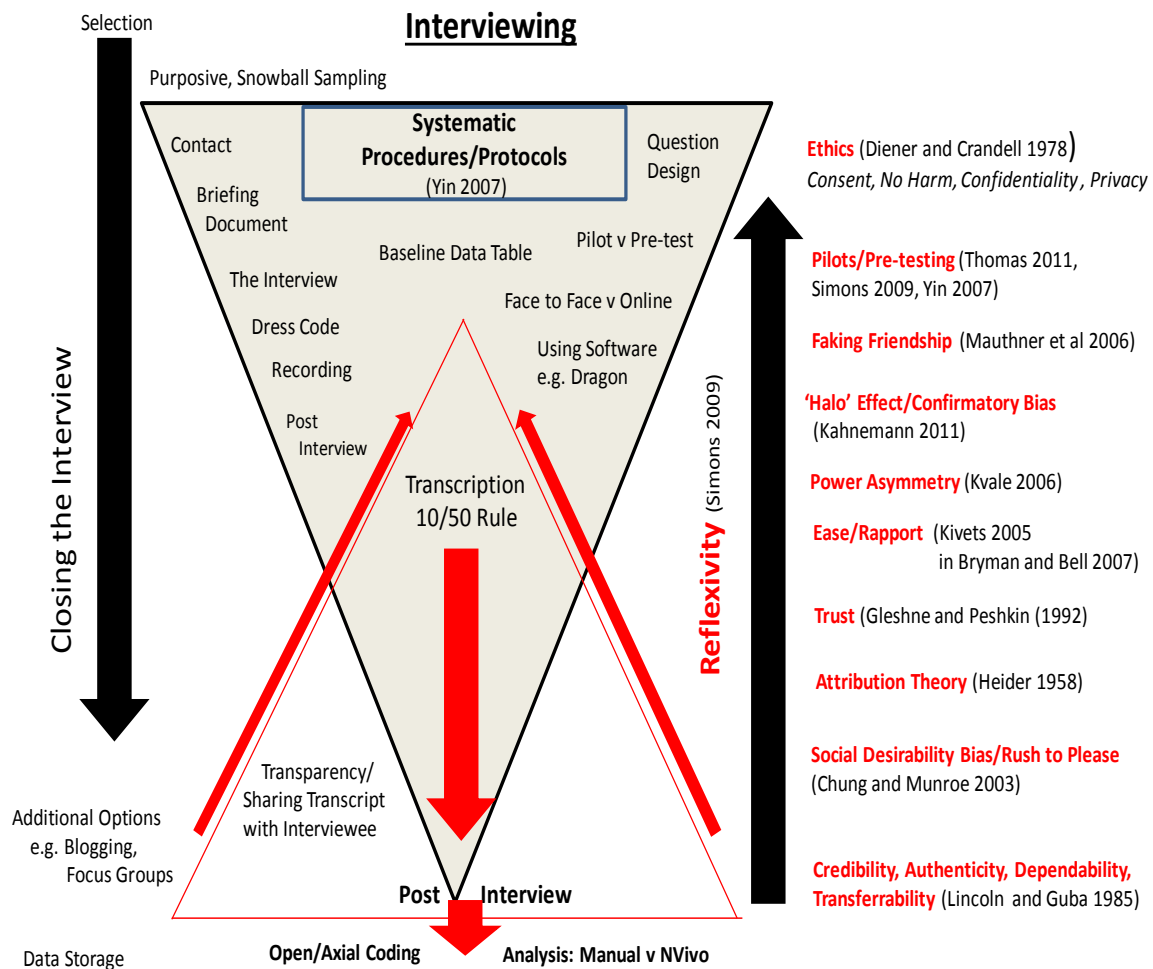 Selection
Interviewing
Purposive, Snowball Sampling
Systematic
Procedures/Protocols
(Yin 2007)
Contact
Briefing
Document
The Interview
Dress Code
Recording
Post
Interview
Baseline Data Table
Question
Design
Pilot v Pre-test
Face to Face v Online
Using Software
e.g. Dragon
Transcription
10/50 Rule
Closing the Interview
Transparency/
Sharing Transcript
with Interviewee
Additional Options
e.g. Blogging,
Focus Groups
Data Storage
Post Interview
Open/Axial Coding
Analysis: Manual v NVivo
Reflexivity (Simons 2009)
Ethics (Diener and Crandell 1978)
Consent, No Harm, Confidentiality , Privacy
Pilots/Pre-testing (Thomas 2011,
Simons 2009, Yin 2007)
Faking Friendship (Mauthner et al 2006)
‘Halo’ Effect/Confirmatory Bias
(Kahnemann 2011)
Power Asymmetry (Kvale 2006)
Ease/Rapport (Kivets 2005
in Bryman and Bell 2007)
Trust (Gleshne and Peshkin (1992)
Attribution Theory (Heider 1958)
Social Desirability Bias/Rush to Please
(Chung and Munroe 2003)
Credibility, Authenticity, Dependability,
Transferrability (Lincoln and Guba 1985)